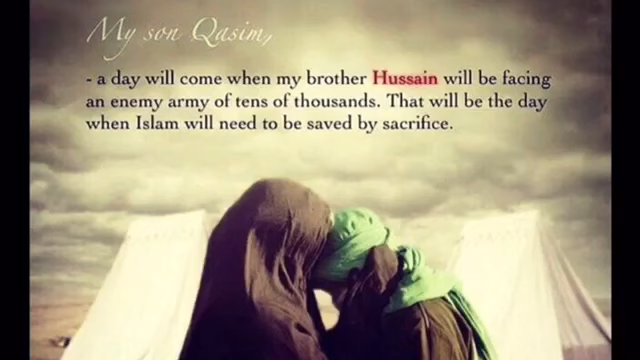 My son Qasim,
- a day will come when my brother Hussain will be facing
an enemy army of tens of thousands. That will be the day
when Islam will need to be saved by sacrifice.